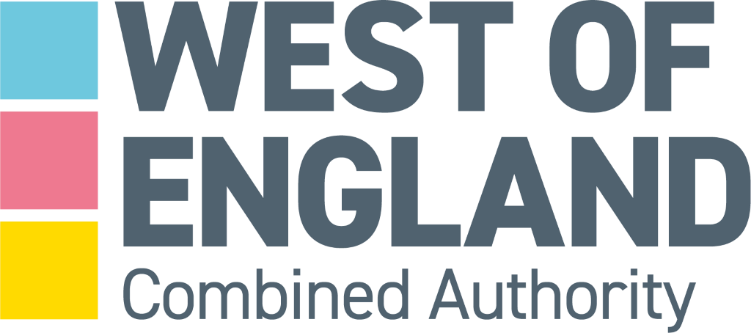 WEST OF
ENGLAND
Combined Authority